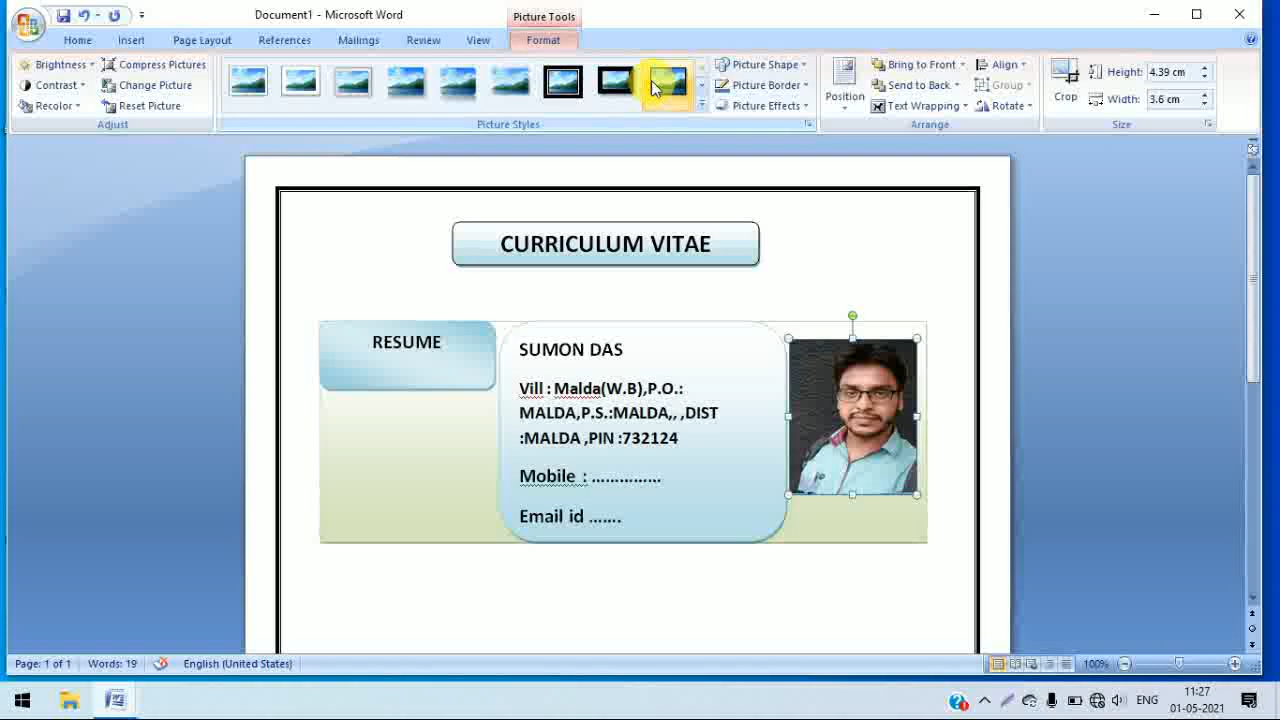 Document1 - Microsoft Word
Picture Tools
Home Insert Page Layout References Mailings Review View Format
Brightness Compress Pictures Picture Shape Bring to Front Align Height: 4.39 cm
Contrast Change Picture Picture Border Send to Back Group Width: 3.6 cm
Recolor Reset Picture Picture Effects Position Text Wrapping Rotate Crop
Adjust Picture Styles Arrange Size
CURRICULUM VITAE
RESUME
SUMON DAS
Vill : Malda(W.B),P.O.:
MALDA,P.S.:MALDA,, ,DIST
:MALDA ,PIN :732124
Mobile : ...............
Email id .......
Page: 1 of 1 Words: 19 English (United States) 100%
ENG
11:27
01-05-2021